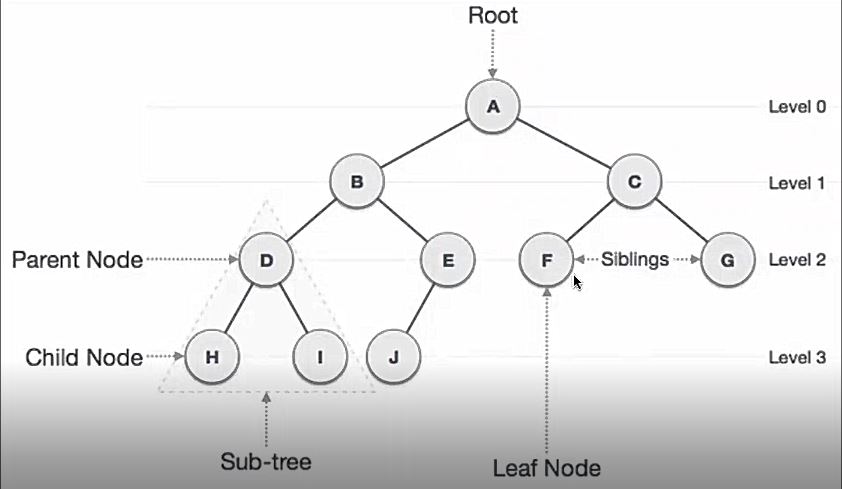 Root
A
Level 0
B
C
Level 1
Parent Node
D
E
F
Siblings
G
Level 2
Child Node
H
I
J
Level 3
Sub-tree
Leaf Node